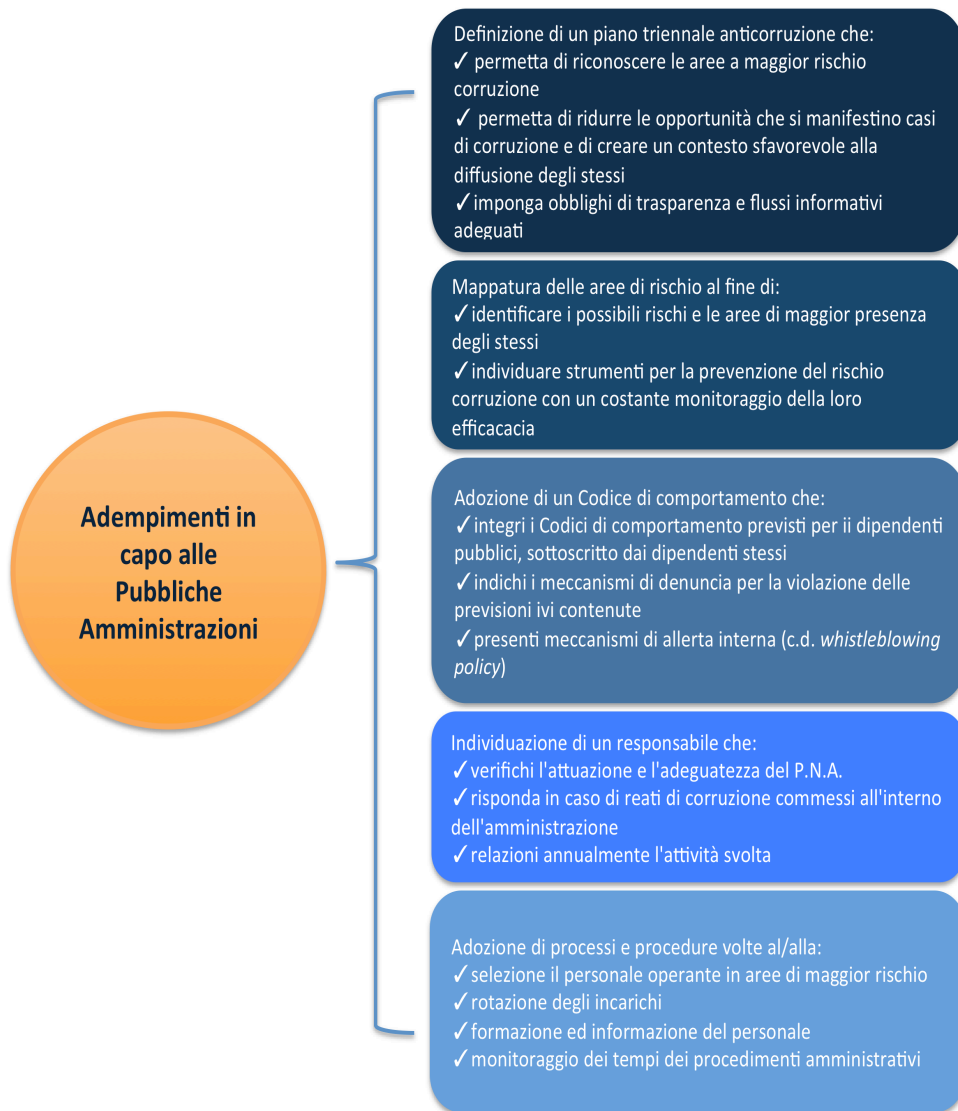 Adempimenti in
capo alle
Pubbliche
Amministrazioni
Definizione di un piano triennale anticorruzione che:
✓ permetta di riconoscere le aree a maggior rischio
corruzione
✓ permetta di ridurre le opportunità che si manifestino casi
di corruzione e di creare un contesto sfavorevole alla
diffusione degli stessi
✓imponga obblighi di trasparenza e flussi informativi
adeguati
Mappatura delle aree di rischio al fine di:
✓identificare i possibili rischi e le aree di maggior presenza
degli stessi
✓individuare strumenti per la prevenzione del rischio
corruzione con un costante monitoraggio della loro
efficacacia
Adozione di un Codice di comportamento che:
✓integri i Codici di comportamento previsti per ii dipendenti
pubblici, sottoscritto dai dipendenti stessi
✓indichi i meccanismi di denuncia per la violazione delle
previsioni ivi contenute
✓presenti meccanismi di allerta interna (c.d. whistleblowing
policy)
Individuazione di un responsabile che:
✓verifichi l'attuazione e l'adeguatezza del P.N.A.
✓risponda in caso di reati di corruzione commessi all'interno
dell'amministrazione
✓relazioni annualmente l'attività svolta
Adozione di processi e procedure volte al/alla:
✓selezione il personale operante in aree di maggior rischio
✓rotazione degli incarichi
✓formazione ed informazione del personale
✓monitoraggio dei tempi dei procedimenti amministrativi